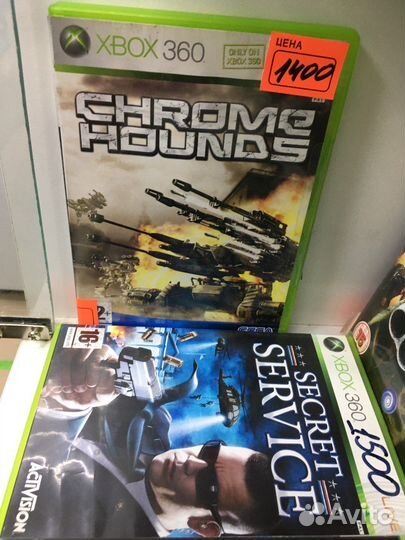 XBOX 360
ONLY ON
XBOX 360
ЦЕНА
1400
CHROME
HOUNDS
SEGA
16+
SECRET
SERVICE
ACTIVISION
XBOX 360
LIVE
1500
Avito